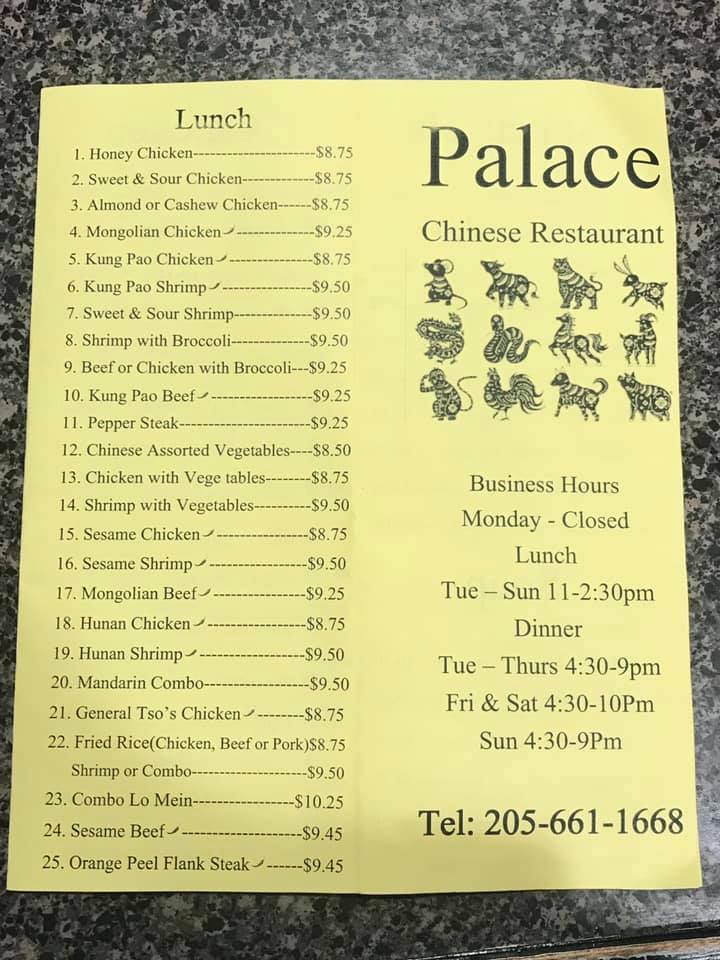 Lunch
1. Honey Chicken----------------------$8.75
2. Sweet & Sour Chicken-------------$8.75
3. Almond or Cashew Chicken------$8.75
4. Mongolian Chicken--------------$9.25
5. Kung Pao Chicken----------------$8.75
6. Kung Pao Shrimp----------------$9.50
7. Sweet & Sour Shrimp--------------$9.50
8. Shrimp with Broccoli--------------$9.50
9. Beef or Chicken with Broccoli---$9.25
10. Kung Pao Beef------------------$9.25
11. Pepper Steak------------------------$9.25
12. Chinese Assorted Vegetables----$8.50
13. Chicken with Vege tables--------$8.75
14. Shrimp with Vegetables----------$9.50
15. Sesame Chicken-----------------$8.75
16. Sesame Shrimp------------------$9.50
17. Mongolian Beef-----------------$9.25
18. Hunan Chicken------------------$8.75
19. Hunan Shrimp-------------------$9.50
20. Mandarin Combo-------------------$9.50
21. General Tso's Chicken--------$8.75
22. Fried Rice(Chicken, Beef or Pork)$8.75
Shrimp or Combo---------------------$9.50
23. Combo Lo Mein------------------$10.25
24. Sesame Beef---------------------$9.45
25. Orange Peel Flank Steak------$9.45
Palace
Chinese Restaurant
Business Hours
Monday - Closed
Lunch
Tue – Sun 11-2:30pm
Dinner
Tue – Thurs 4:30-9pm
Fri & Sat 4:30-10Pm
Sun 4:30-9Pm
Tel: 205-661-1668